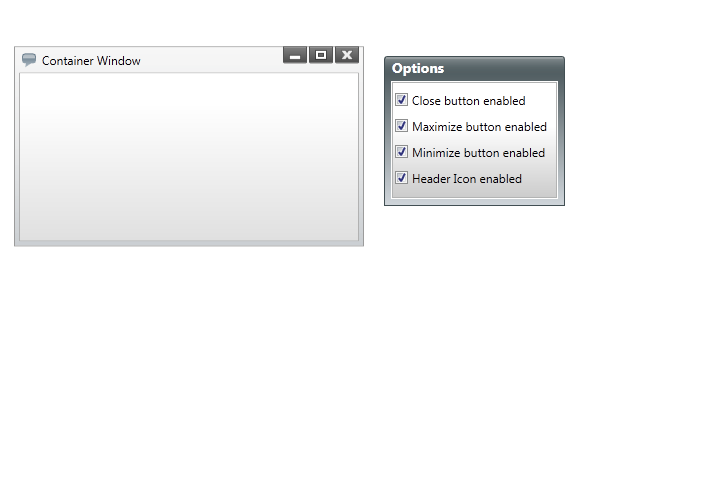 Container Window
Options
Close button enabled
Maximize button enabled
Minimize button enabled
Header Icon enabled